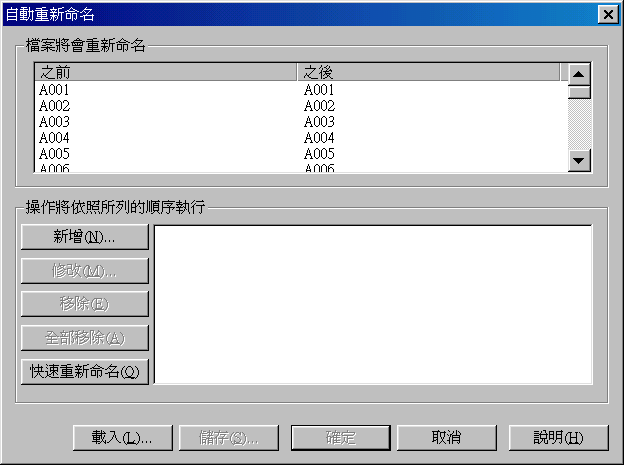 自動重新命名
檔案將會重新命名
之前 之後
A001 A001
A002 A002
A003 A003
A004 A004
A005 A005
A006 A006
操作將依照所列的順序執行
新增(N)...
修改(M)...
移除(E)
全部移除(A)
快速重新命名(Q)
載入(L)... 儲存(S)... 確定 取消 說明(H)